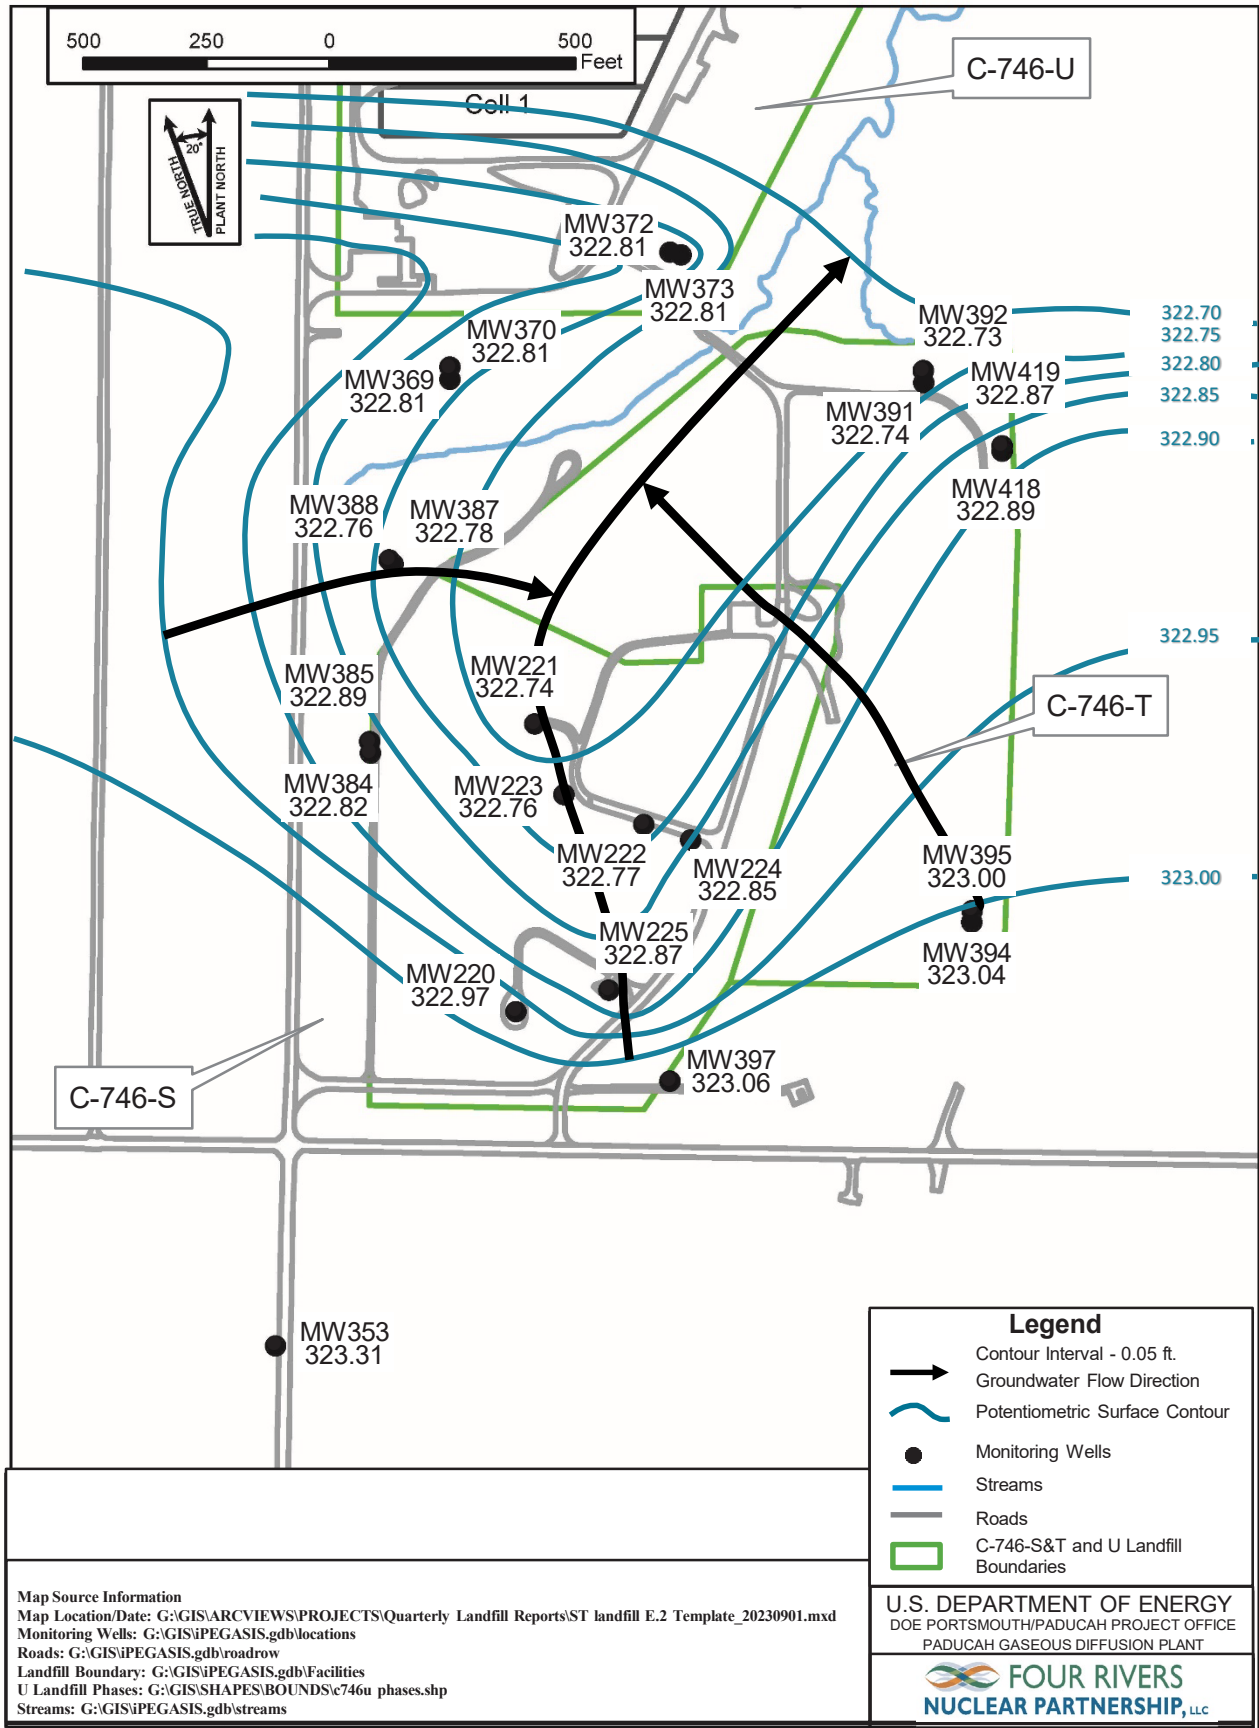 500 250 0 500
Feet
C-746-U
Cell 1
20°
TRUE NORTH
PLANT NORTH
MW372
322.81
MW373
322.81
MW370
322.81
MW369
322.81
MW392
322.73
MW419
322.87
MW391
322.74
322.70
322.75
322.80
322.85
322.90
MW388
322.76
MW387
322.78
MW418
322.89
322.95
MW385
322.89
MW221
322.74
C-746-T
MW384
322.82
MW223
322.76
MW222
322.77
MW224
322.85
MW395
323.00
323.00
MW225
322.87
MW220
322.97
MW394
323.04
C-746-S
MW397
323.06
MW353
323.31
Legend
Contour Interval - 0.05 ft.
Groundwater Flow Direction
Potentiometric Surface Contour
Monitoring Wells
Streams
Roads
C-746-S&T and U Landfill
Boundaries
Map Source Information
Map Location/Date: G:\GIS\ARCVIEWS\PROJECTS\Quarterly Landfill Reports\ST landfill E.2 Template_20230901.mxd
Monitoring Wells: G:\GIS\iPEGASIS.gdb\locations
Roads: G:\GIS\iPEGASIS.gdb\roadrow
Landfill Boundary: G:\GIS\iPEGASIS.gdb\Facilities
U Landfill Phases: G:\GIS\SHAPES\BOUNDS\c746u phases.shp
Streams: G:\GIS\iPEGASIS.gdb\streams
U.S. DEPARTMENT OF ENERGY
DOE PORTSMOUTH/PADUCAH PROJECT OFFICE
PADUCAH GASEOUS DIFFUSION PLANT
FOUR RIVERS
NUCLEAR PARTNERSHIP, LLC